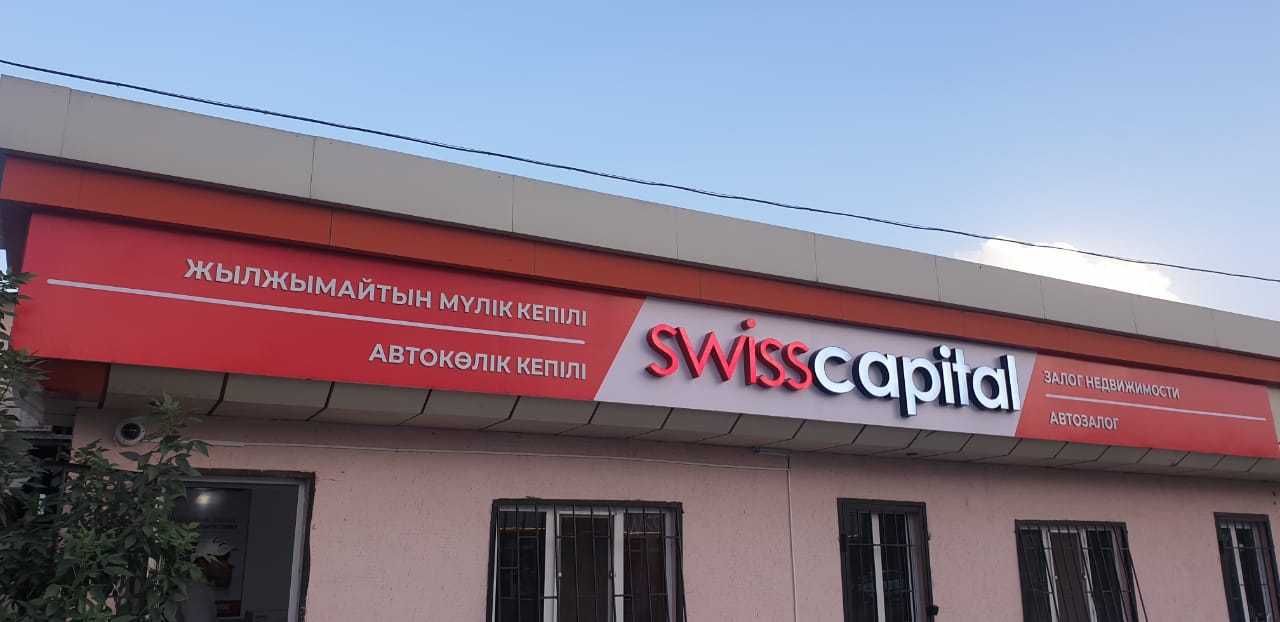 ЖЫЛЖЫМАЙТЫН МҮЛІК КЕПІЛІ
АВТОКӨЛІК КЕПІЛІ
swisscapital
ЗАЛОГ НЕДВИЖИМОСТИ
АВТОЗАЛОГ